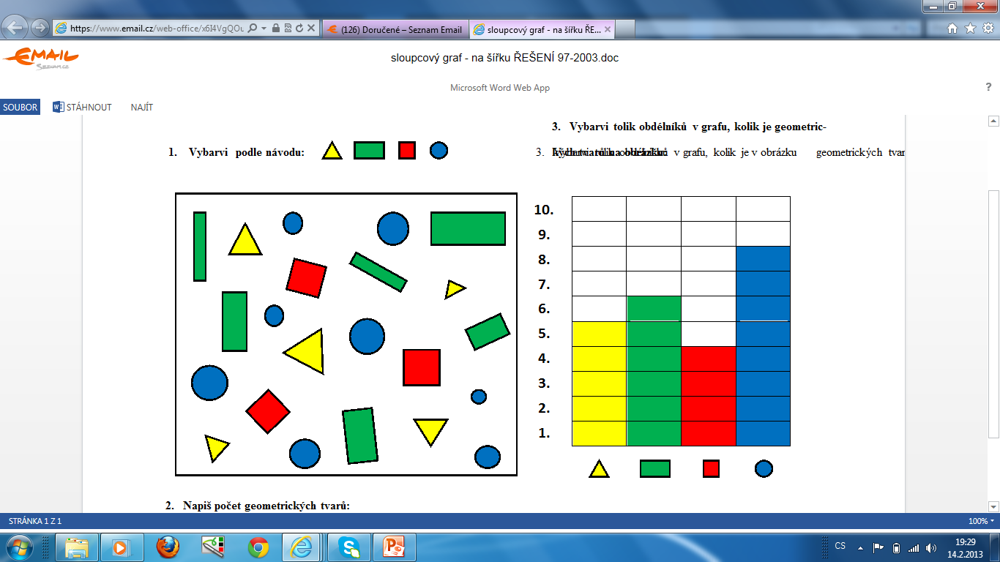 https://www.email.cz/web-office/x6I4VgQOu
(126) Doručené – Seznam Email
sloupcový graf - na šířku ŘE...
EMAIL
SEZNAM.CZ
sloupcový graf - na šířku ŘEŠENÍ 97-2003.doc
Microsoft Word Web App
?
SOUBOR
STÁHNOUT
NAJÍT
3. Vybarvi tolik obdélníků v grafu, kolik je geometric-
1. Vybarvi podle návodu:
3. v grafu, kolik je v obrázku geometrických tvar
10.
9.
8.
7.
6.
5.
4.
3.
2.
1.
2. Napiš počet geometrických tvarů:
STRÁNKA 1 Z 1
100%
CS
19:29
14.2.2013